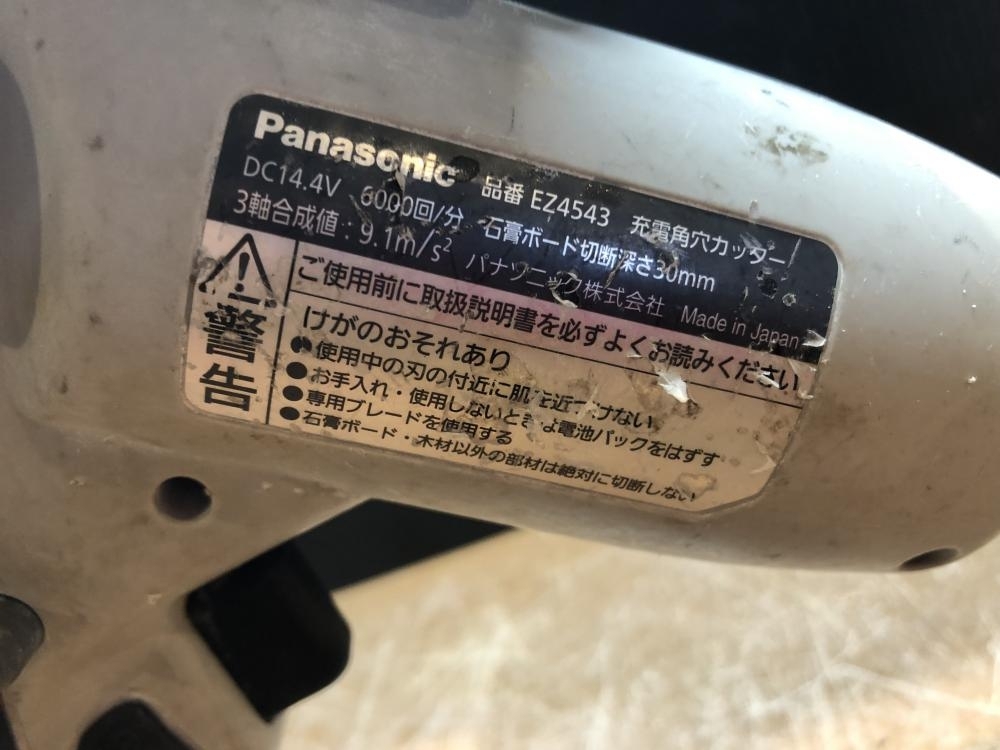 Panasonic 品番 EZ4543 充電角穴カッター
DC14.4V 6000回/分 石膏ボード切断深さ30mm
3軸合成値：9.1m/s² パナソニック株式会社 Made in Japan
警告
ご使用前に取扱説明書を必ずよくお読みください
けがのおそれあり
●使用中の刃の付近に肌を近づけない
●お手入れ・使用しないときは電池パックをはずす
●専用ブレードを使用する
●石膏ボード・木材以外の部材は絶対に切断しない